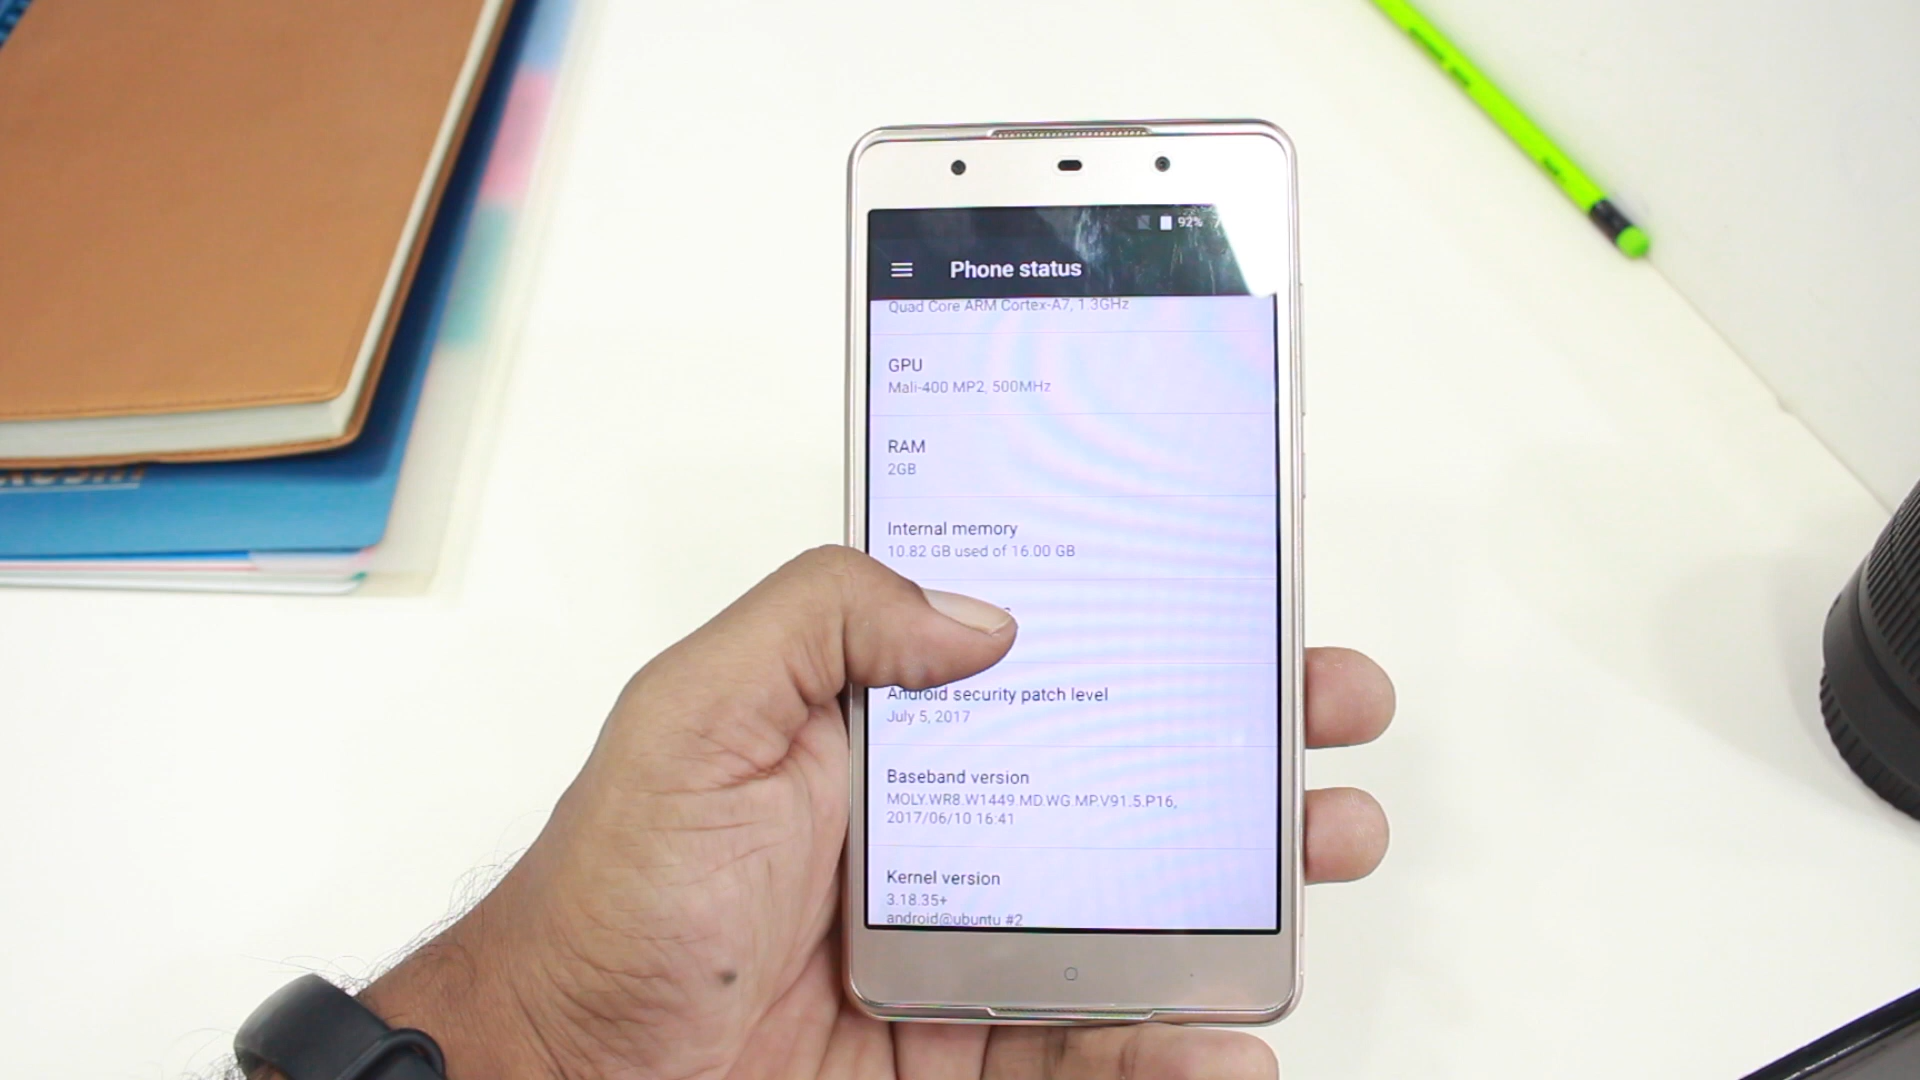 92%
Phone status
Quad Core ARM Cortex-A7, 1.3GHz
GPU
Mali-400 MP2, 500MHz
RAM
2GB
Internal memory
10.82 GB used of 16.00 GB
Android security patch level
July 5, 2017
Baseband version
MOLY.WR8.W1449.MD.WG.MP.V91.5.P16,
2017/06/10 16:41
Kernel version
3.18.35+
android@ubuntu #2